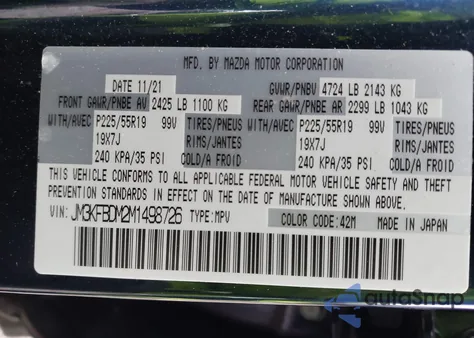 MFD. BY MAZDA MOTOR CORPORATION
DATE 11/21 GVWR/PNBV 4724 LB 2143 KG
FRONT GAWR/PNBE AV 2425 LB 1100 KG REAR GAWR/PNBE AR 2299 LB 1043 KG
WITH/AVEC P225/55R19 99V TIRES/PNEUS WITH/AVEC P225/55R19 99V TIRES/PNEUS
19X7J RIMS/JANTES 19X7J RIMS/JANTES
240 KPA/35 PSI COLD/A FROID 240 KPA/35 PSI COLD/A FROID
THIS VEHICLE CONFORMS TO ALL APPLICABLE FEDERAL MOTOR VEHICLE SAFETY AND THEFT
PREVENTION STANDARDS IN EFFECT ON THE DATE OF MANUFACTURE SHOWN ABOVE.
VIN: JM3KFBDM2M1498726 TYPE:MPV COLOR CODE:42M MADE IN JAPAN
autoSnap